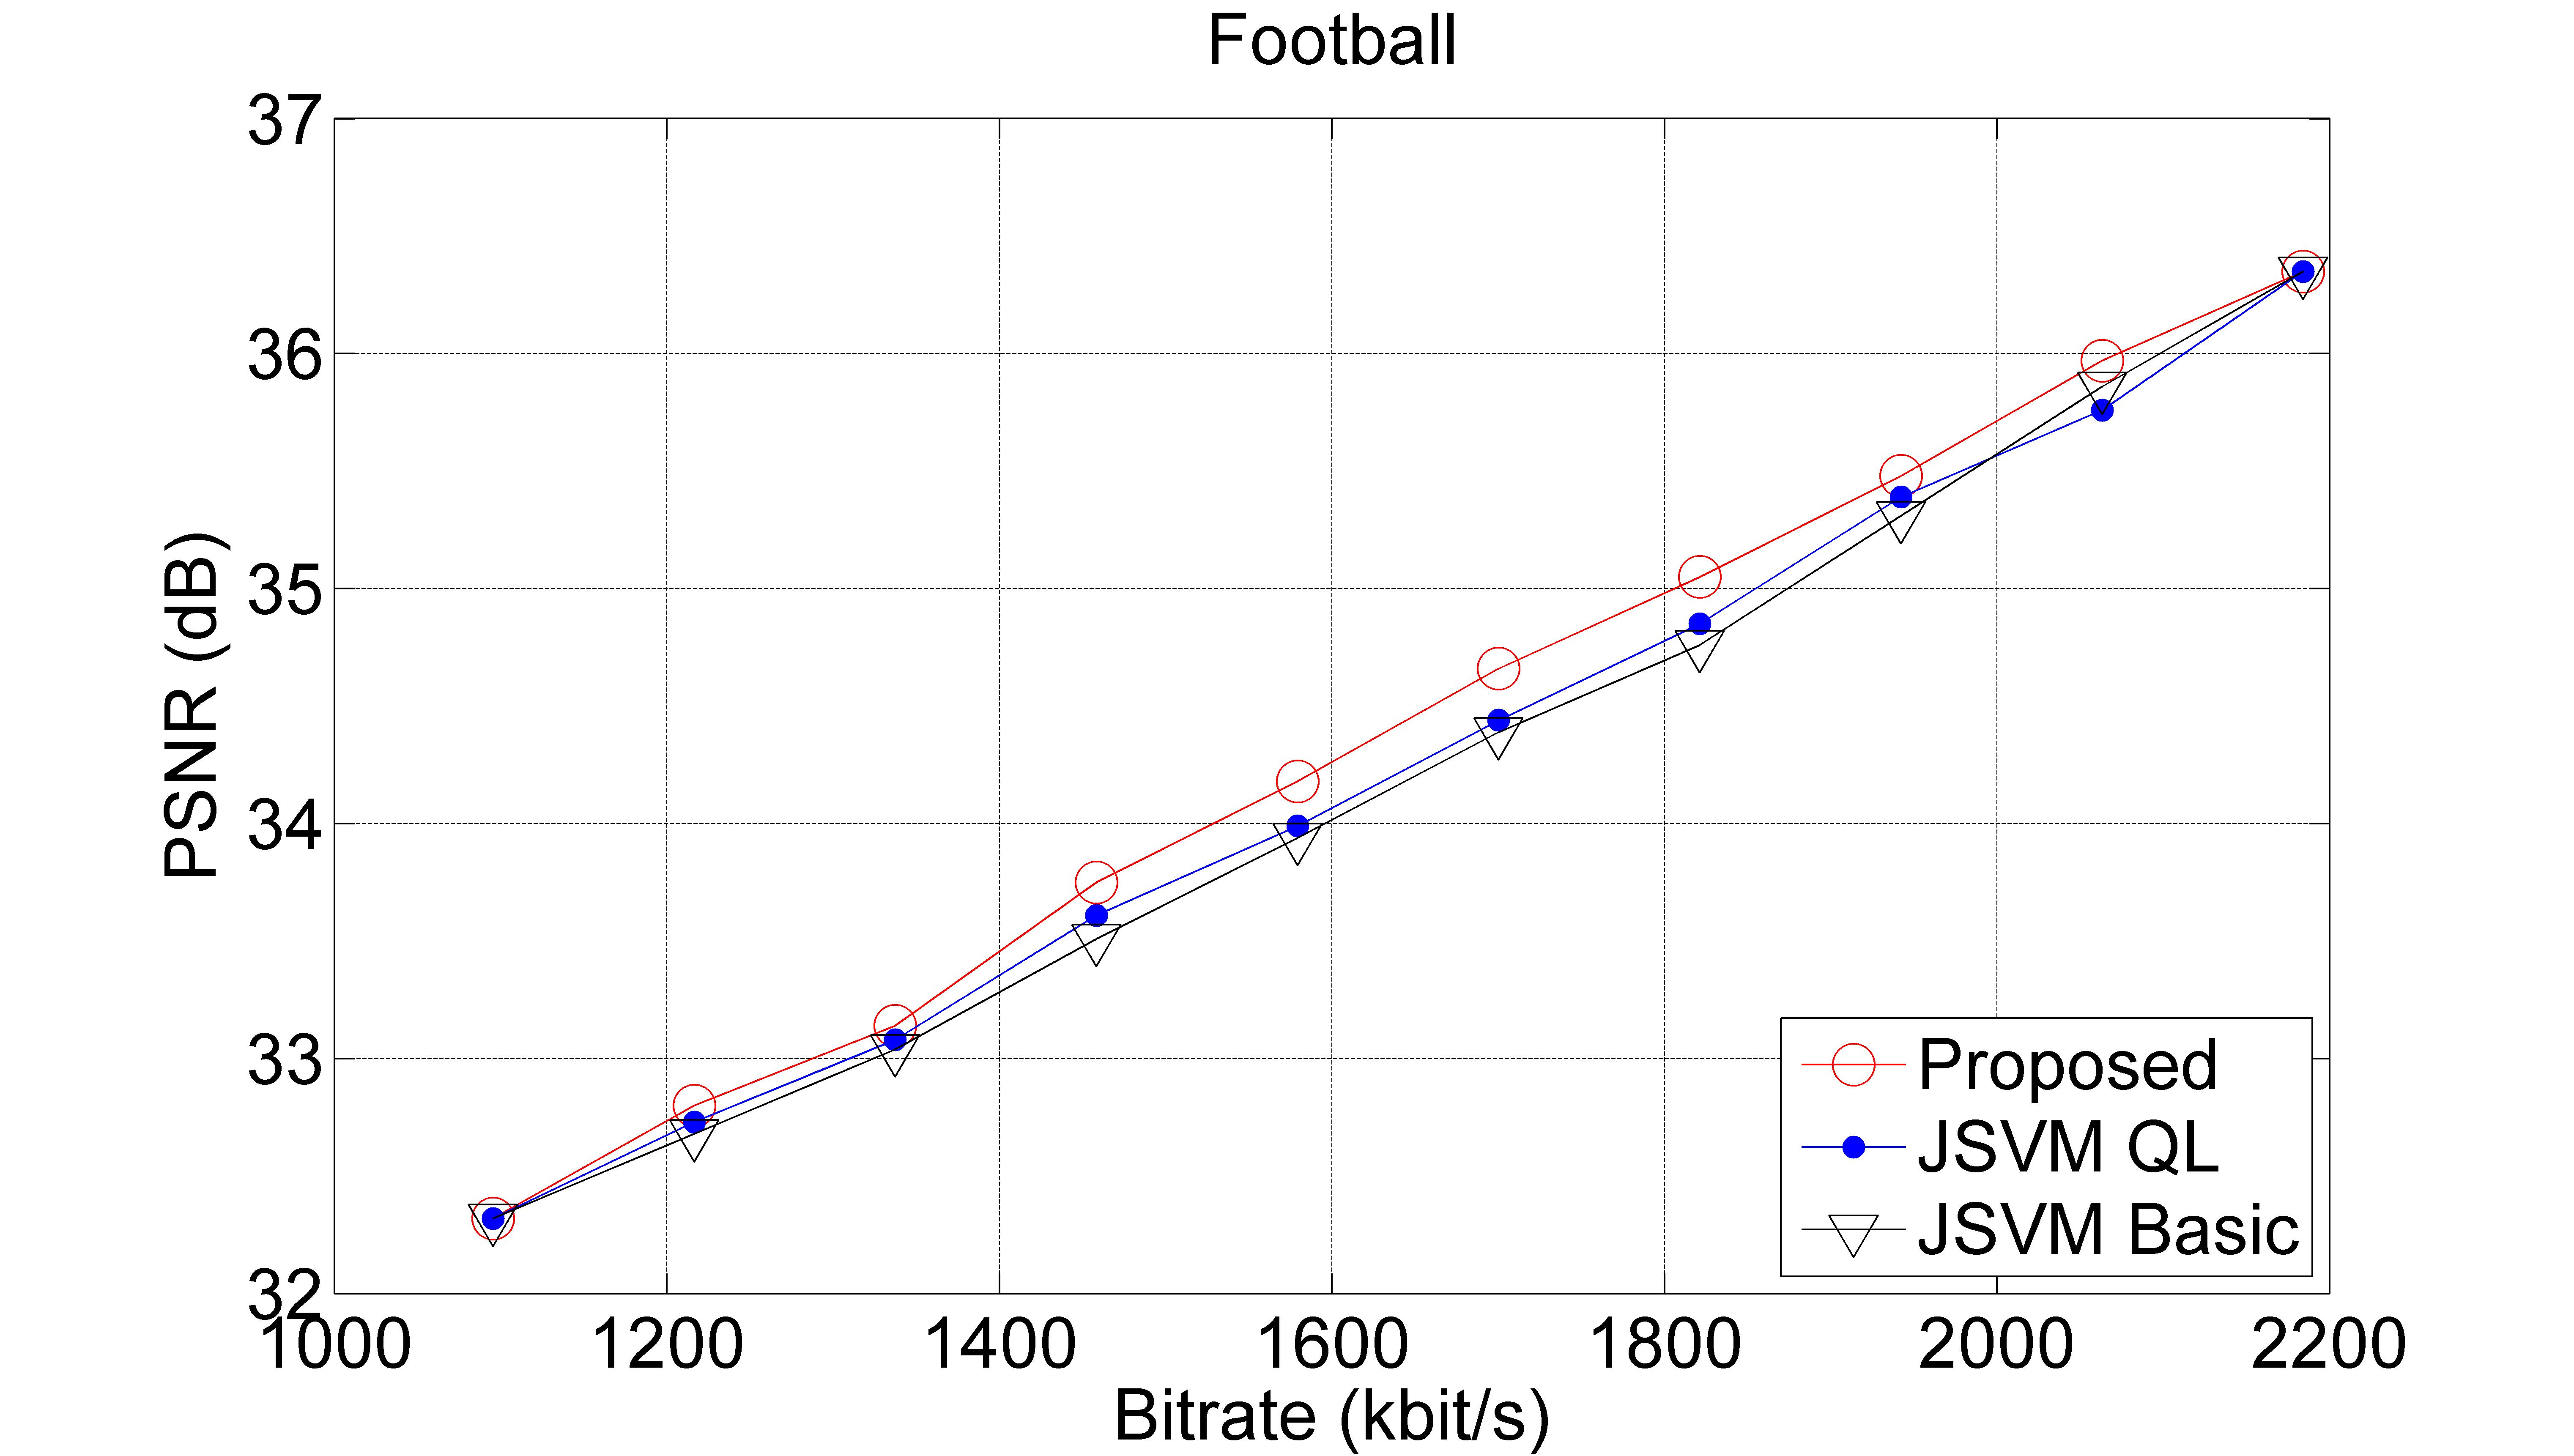 Football
37
36
35
34
33
32
PSNR (dB)
1000 1200 1400 1600 1800 2000 2200
Bitrate (kbit/s)
Proposed
JSVM QL
JSVM Basic